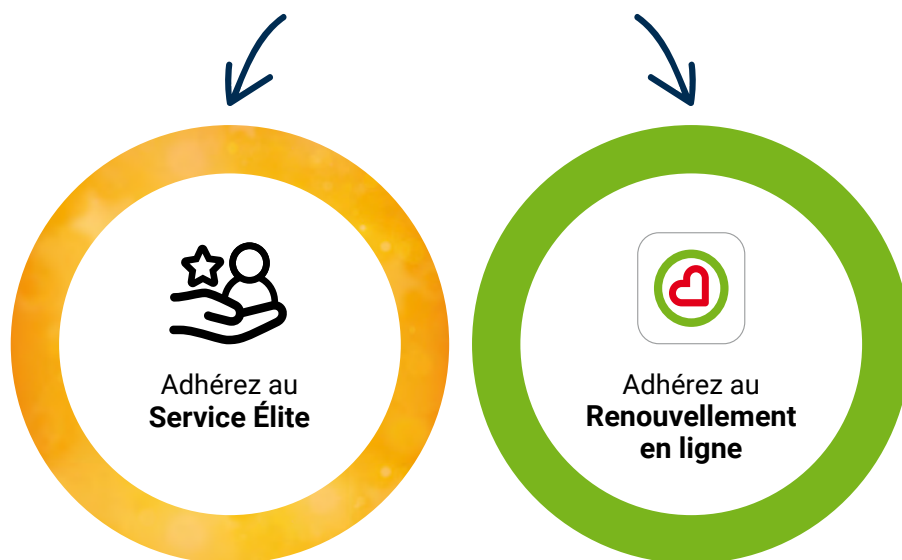 Adhérez au
Service Élite
Adhérez au
Renouvellement
en ligne